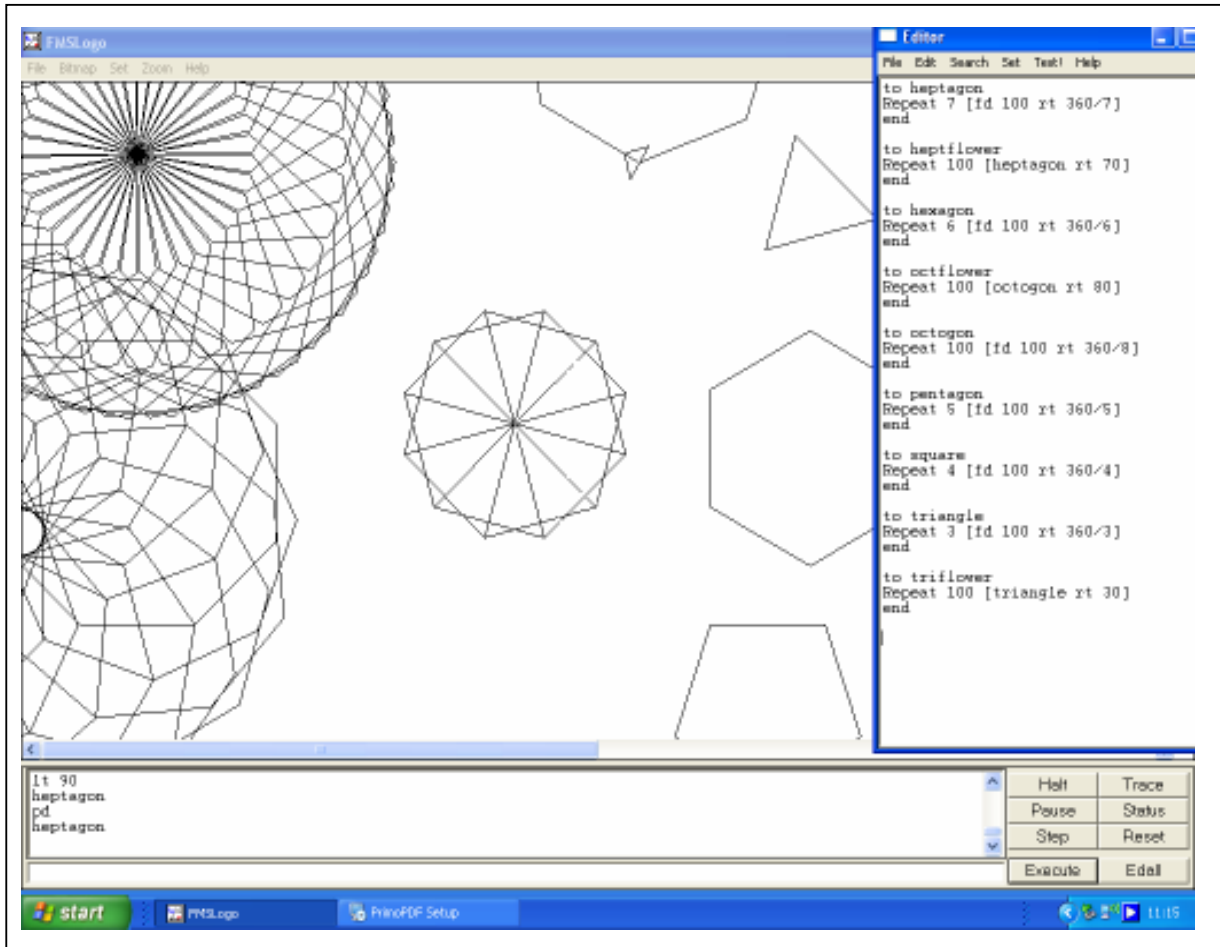 FMSLogo
File Bitmap Set Zoom Help
Editor
File Edit Search Set Test! Help
to heptagon
Repeat 7 [fd 100 rt 360/7]
end
to heptflower
Repeat 100 [heptagon rt 70]
end
to hexagon
Repeat 6 [fd 100 rt 360/6]
end
to octflower
Repeat 100 [octogon rt 80]
end
to octogon
Repeat 100 [fd 100 rt 360/8]
end
to pentagon
Repeat 5 [fd 100 rt 360/5]
end
to square
Repeat 4 [fd 100 rt 360/4]
end
to triangle
Repeat 3 [fd 100 rt 360/3]
end
to triflower
Repeat 100 [triangle rt 30]
end
lt 90
heptagon
pd
heptagon
Halt Trace
Pause Status
Step Reset
Execute Edall
start FMSLogo PrimoPDF Setup 11:15